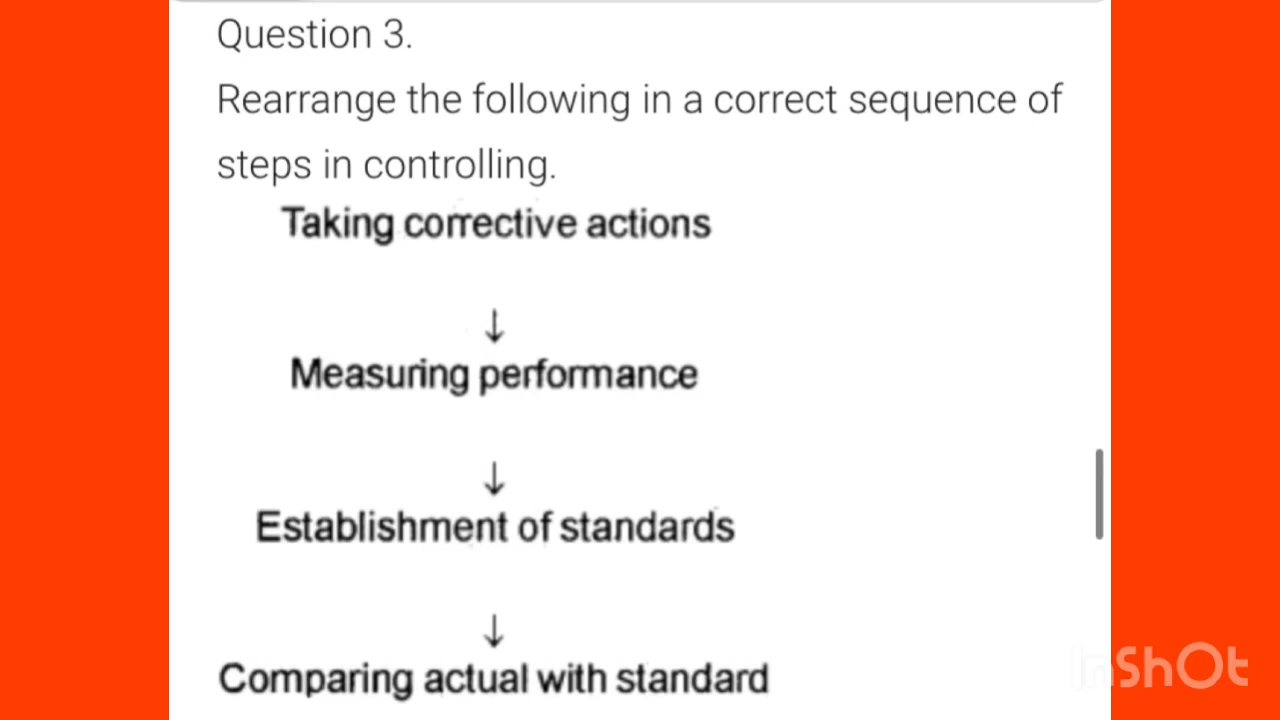 Question 3.
Rearrange the following in a correct sequence of
steps in controlling.
Taking corrective actions
↓
Measuring performance
↓
Establishment of standards
↓
Comparing actual with standard
InShOt